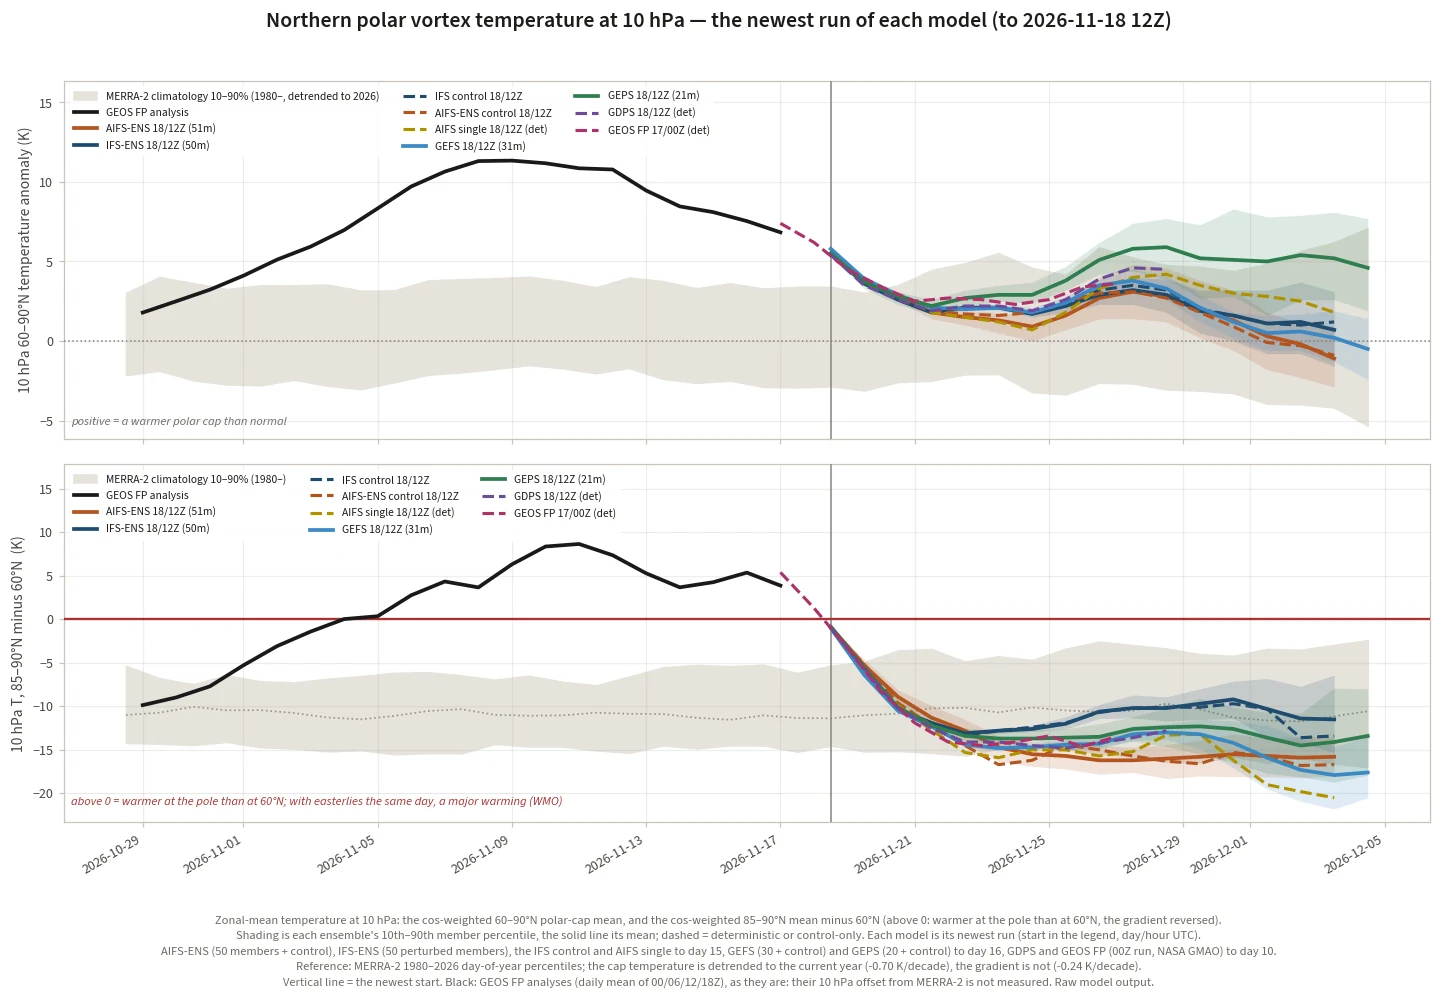 Northern polar vortex temperature at 10 hPa — the newest run of each model (to 2026-11-18 12Z)
10 hPa 60–90°N temperature anomaly (K)
15
10
5
0
−5
MERRA-2 climatology 10–90% (1980–, detrended to 2026)
GEOS FP analysis
AIFS-ENS 18/12Z (51m)
IFS-ENS 18/12Z (50m)
IFS control 18/12Z
AIFS-ENS control 18/12Z
AIFS single 18/12Z (det)
GEFS 18/12Z (31m)
GEPS 18/12Z (21m)
GDPS 18/12Z (det)
GEOS FP 17/00Z (det)
positive = a warmer polar cap than normal
10 hPa T, 85–90°N minus 60°N (K)
15
10
5
0
−5
−10
−15
−20
MERRA-2 climatology 10–90% (1980–)
GEOS FP analysis
AIFS-ENS 18/12Z (51m)
IFS-ENS 18/12Z (50m)
IFS control 18/12Z
AIFS-ENS control 18/12Z
AIFS single 18/12Z (det)
GEFS 18/12Z (31m)
GEPS 18/12Z (21m)
GDPS 18/12Z (det)
GEOS FP 17/00Z (det)
above 0 = warmer at the pole than at 60°N; with easterlies the same day, a major warming (WMO)
2026-10-29
2026-11-01
2026-11-05
2026-11-09
2026-11-13
2026-11-17
2026-11-21
2026-11-25
2026-11-29
2026-12-01
2026-12-05
Zonal-mean temperature at 10 hPa: the cos-weighted 60–90°N polar-cap mean, and the cos-weighted 85–90°N mean minus 60°N (above 0: warmer at the pole than at 60°N, the gradient reversed).
Shading is each ensemble's 10th–90th member percentile, the solid line its mean; dashed = deterministic or control-only. Each model is its newest run (start in the legend, day/hour UTC).
AIFS-ENS (50 members + control), IFS-ENS (50 perturbed members), the IFS control and AIFS single to day 15, GEFS (30 + control) and GEPS (20 + control) to day 16, GDPS and GEOS FP (00Z run, NASA GMAO) to day 10.
Reference: MERRA-2 1980–2026 day-of-year percentiles; the cap temperature is detrended to the current year (-0.70 K/decade), the gradient is not (-0.24 K/decade).
Vertical line = the newest start. Black: GEOS FP analyses (daily mean of 00/06/12/18Z), as they are: their 10 hPa offset from MERRA-2 is not measured. Raw model output.